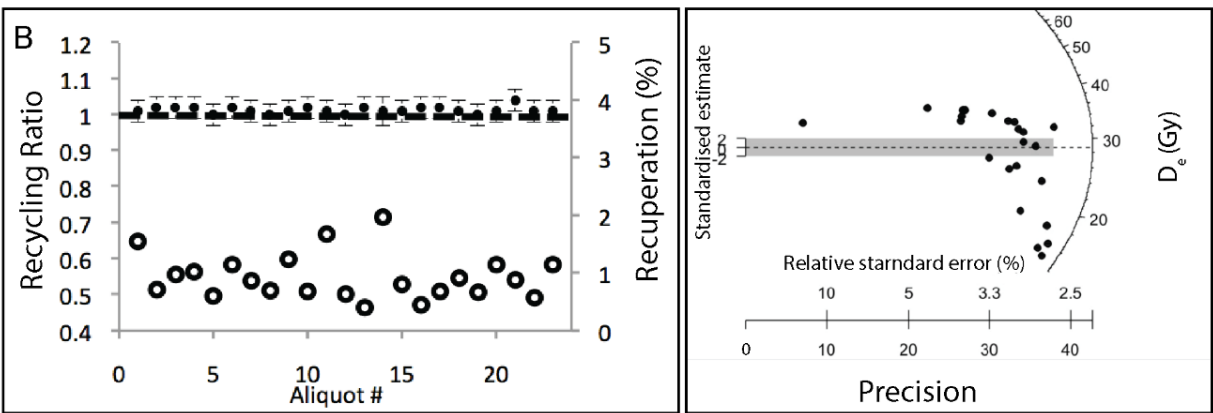 B
Recycling Ratio
1.2
1.1
1
0.9
0.8
0.7
0.6
0.5
0.4
5
4
3
2
1
0
Recuperation (%)
0 5 10 15 20
Aliquot #
Standardised estimate
2
0
-2
60
50
40
30
20
De (Gy)
Relative starndard error (%)
10 5 3.3 2.5
0 10 20 30 40
Precision